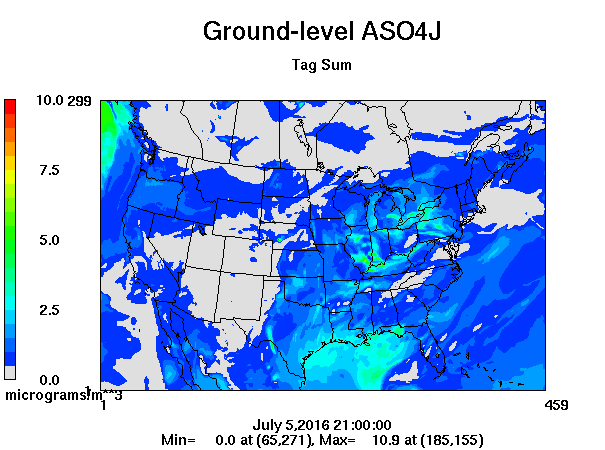 Ground-level ASO4J
Tag Sum
10.0
7.5
5.0
2.5
0.0
micrograms/m**3
299
1
1
459
July 5,2016 21:00:00
Min= 0.0 at (65,271), Max= 10.9 at (185,155)